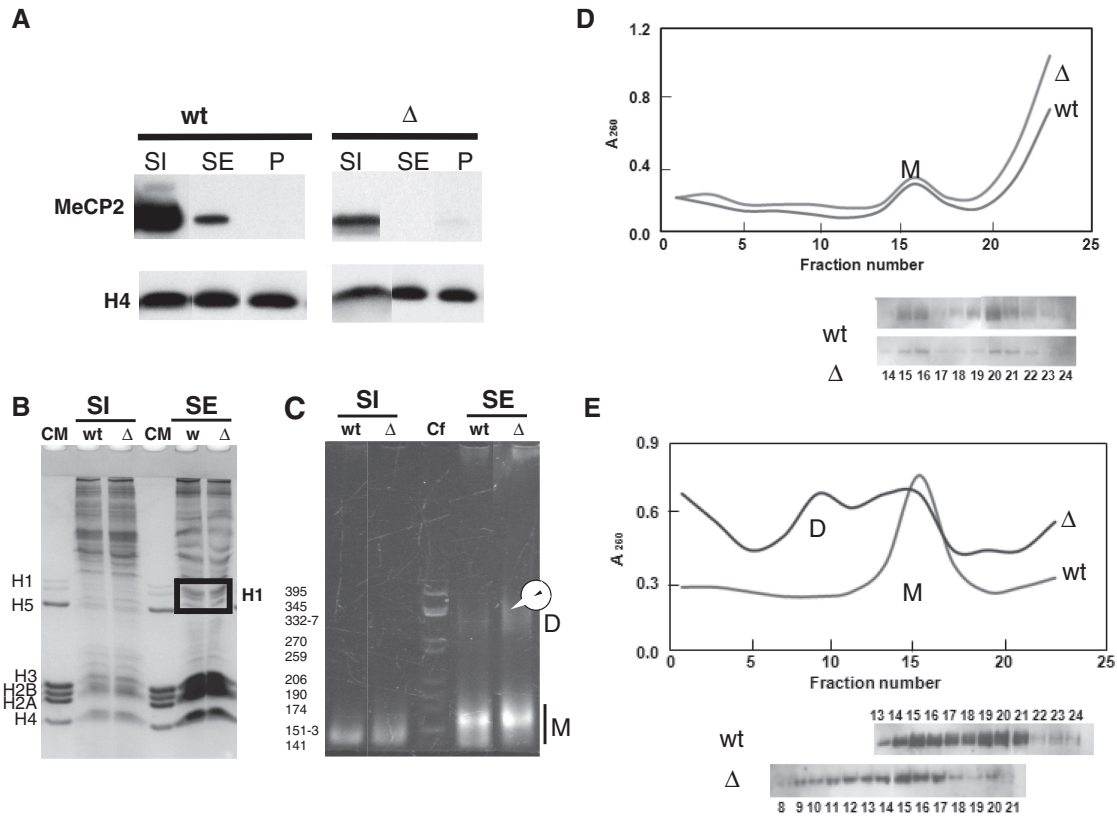 A
wt Δ
SI SE P SI SE P
MeCP2
H4
B
SI SE
CM wt Δ CM w Δ
H1
H5
H1
H3
H2B
H2A
H4
C
SI SE
wt Δ Cf wt Δ
395
345
332-7
270
259
206
190
174
151-3
141
D
M
D
1.2
0.8
0.4
0.0
A260
Δ
wt
M
0 5 10 15 20 25
Fraction number
wt
Δ
14 15 16 17 18 19 20 21 22 23 24
E
0.9
0.6
0.3
0.0
A 260
D
M
Δ
wt
0 5 10 15 20 25
Fraction number
13 14 15 16 17 18 19 20 21 22 23 24
wt
Δ
8 9 10 11 12 13 14 15 16 17 18 19 20 21